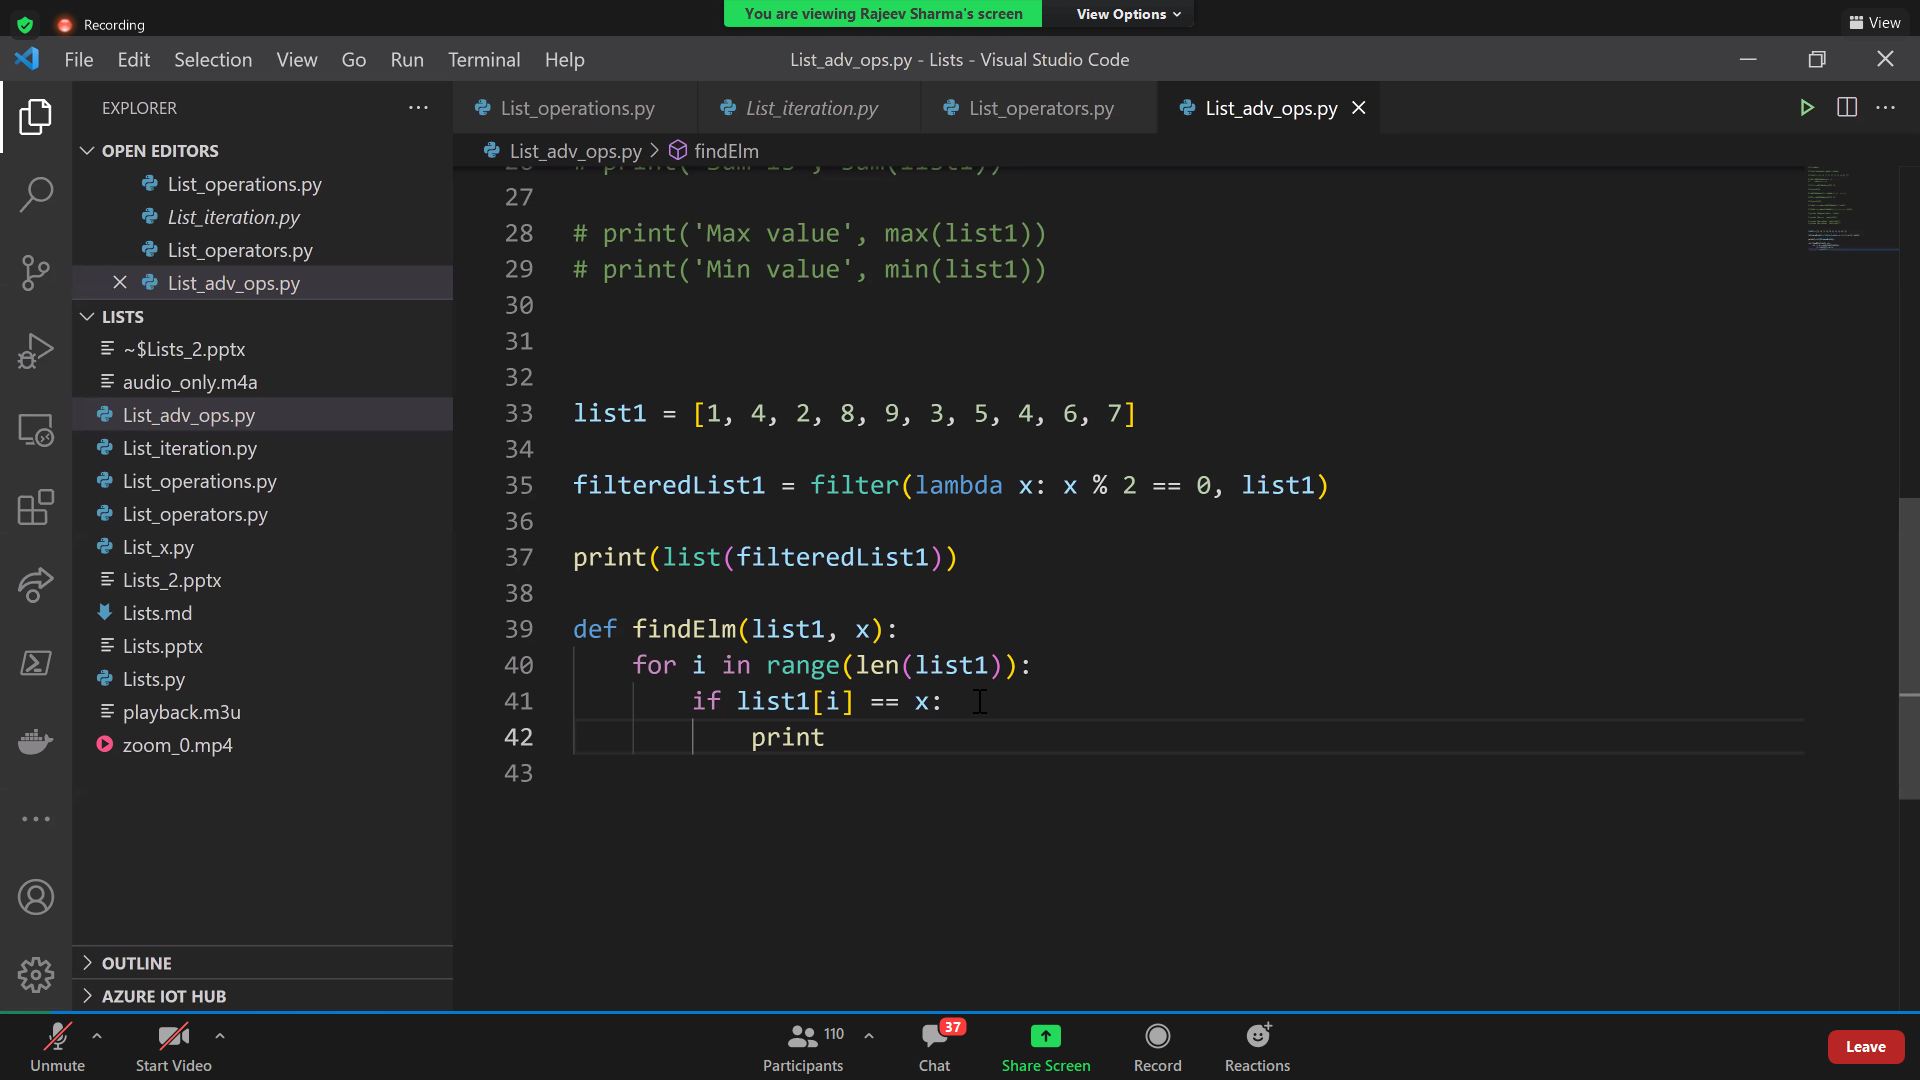 Recording
You are viewing Rajeev Sharma's screen
View Options
View
File Edit Selection View Go Run Terminal Help
List_adv_ops.py - Lists - Visual Studio Code
EXPLORER
OPEN EDITORS
List_operations.py
List_iteration.py
List_operators.py
List_adv_ops.py
LISTS
~$Lists_2.pptx
audio_only.m4a
List_adv_ops.py
List_iteration.py
List_operations.py
List_operators.py
List_x.py
Lists_2.pptx
Lists.md
Lists.pptx
Lists.py
playback.m3u
zoom_0.mp4
OUTLINE
AZURE IOT HUB
List_operations.py List_iteration.py List_operators.py List_adv_ops.py
List_adv_ops.py > findElm
27
28 # print('Max value', max(list1))
29 # print('Min value', min(list1))
30
31
32
33 list1 = [1, 4, 2, 8, 9, 3, 5, 4, 6, 7]
34
35 filteredList1 = filter(lambda x: x % 2 == 0, list1)
36
37 print(list(filteredList1))
38
39 def findElm(list1, x):
40 for i in range(len(list1)):
41 if list1[i] == x:
42 print
43
Unmute
Start Video
110
Participants
37
Chat
Share Screen
Record
Reactions
Leave